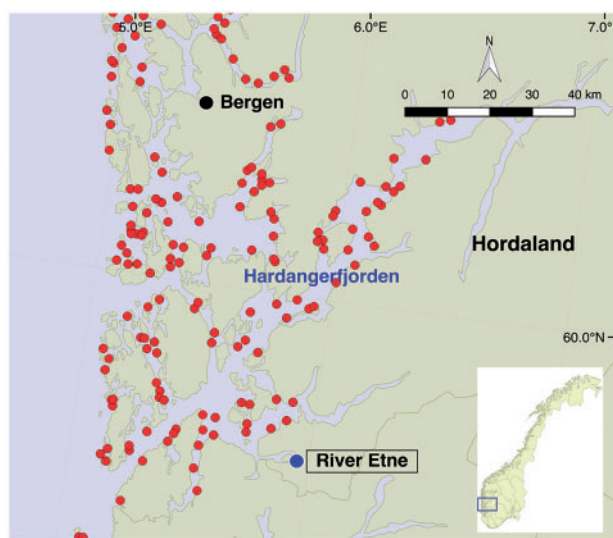 5.0°E
6.0°E
7.0°
N
0 10 20 30 40 km
Bergen
Hordaland
Hardangerfjorden
60.0°N
River Etne